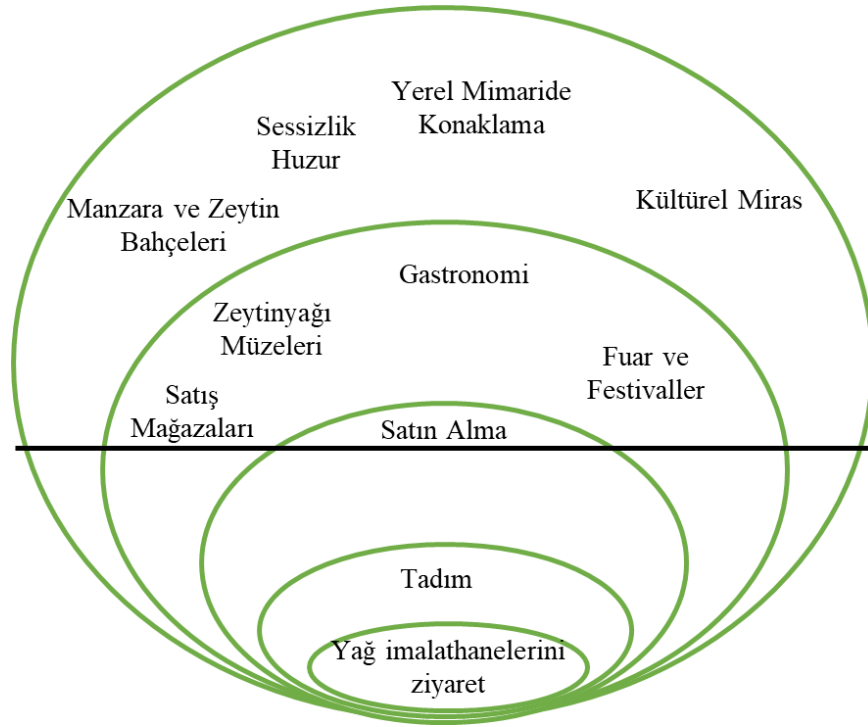 Yerel Mimaride
Konaklama
Sessizlik
Huzur
Manzara ve Zeytin
Bahçeleri
Kültürel Miras
Gastronomi
Zeytinyağı
Müzeleri
Fuar ve
Festivaller
Satış
Mağazaları
Satın Alma
Tadım
Yağ imalathanelerini
ziyaret